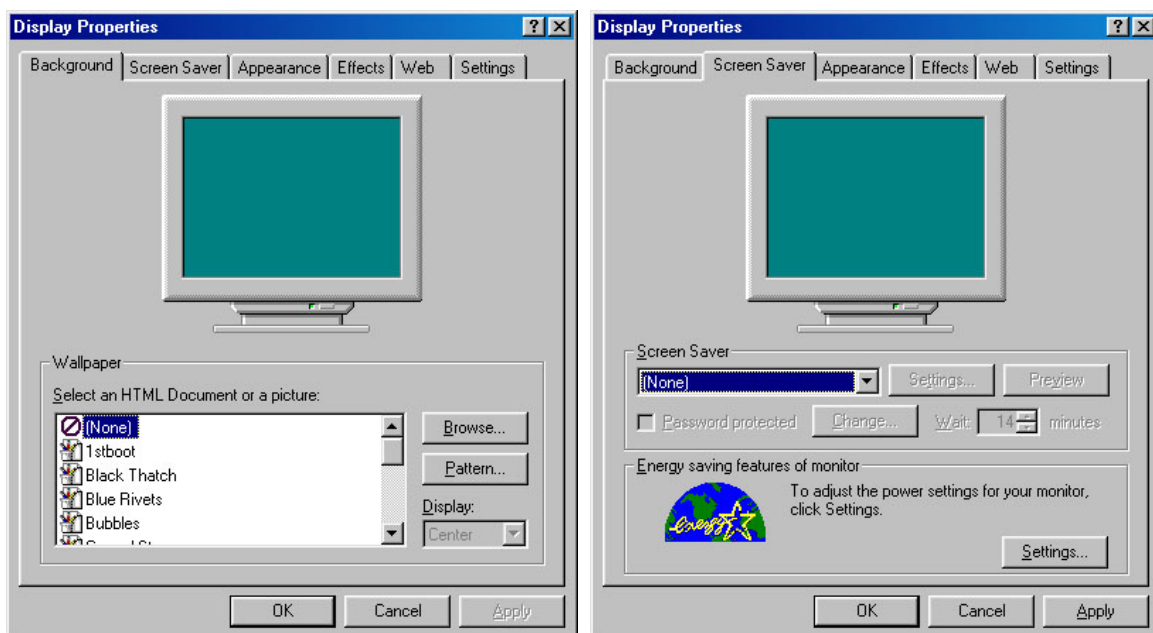 Display Properties
Background Screen Saver Appearance Effects Web Settings
Wallpaper
Select an HTML Document or a picture:
(None)
1stboot
Black Thatch
Blue Rivets
Bubbles
Browse...
Pattern...
Display:
Center
OK Cancel Apply
Display Properties
Background Screen Saver Appearance Effects Web Settings
Screen Saver
(None) Settings... Preview
Password protected Change... Wait: 14 minutes
Energy saving features of monitor
To adjust the power settings for your monitor,
click Settings.
energy
Settings...
OK Cancel Apply